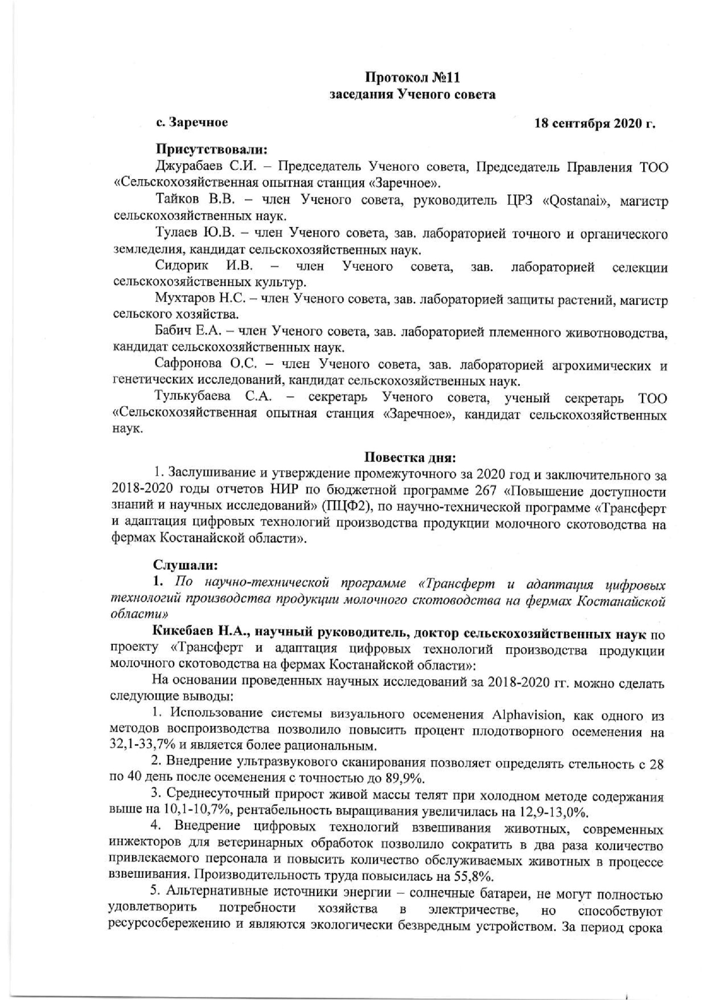 Протокол №11
заседания Ученого совета
с. Заречное 18 сентября 2020 г.
Присутствовали:
Джурабаев С.И. – Председатель Ученого совета, Председатель Правления ТОО
«Сельскохозяйственная опытная станция «Заречное».
Тайков В.В. – член Ученого совета, руководитель ЦРЗ «Qostanai», магистр
сельскохозяйственных наук.
Тулаев Ю.В. – член Ученого совета, зав. лабораторией точного и органического
земледелия, кандидат сельскохозяйственных наук.
Сидорик И.В. – член Ученого совета, зав. лабораторией селекции
сельскохозяйственных культур.
Мухтаров Н.С. – член Ученого совета, зав. лабораторией защиты растений, магистр
сельского хозяйства.
Бабич Е.А. – член Ученого совета, зав. лабораторией племенного животноводства,
кандидат сельскохозяйственных наук.
Сафронова О.С. – член Ученого совета, зав. лабораторией агрохимических и
генетических исследований, кандидат сельскохозяйственных наук.
Тулькубаева С.А. – секретарь Ученого совета, ученый секретарь ТОО
«Сельскохозяйственная опытная станция «Заречное», кандидат сельскохозяйственных
наук.
Повестка дня:
1. Заслушивание и утверждение промежуточного за 2020 год и заключительного за
2018-2020 годы отчетов НИР по бюджетной программе 267 «Повышение доступности
знаний и научных исследований» (ПЦФ2), по научно-технической программе «Трансферт
и адаптация цифровых технологий производства продукции молочного скотоводства на
фермах Костанайской области».
Слушали:
1. По научно-технической программе «Трансферт и адаптация цифровых
технологий производства продукции молочного скотоводства на фермах Костанайской
области»
Кикебаев Н.А., научный руководитель, доктор сельскохозяйственных наук по
проекту «Трансферт и адаптация цифровых технологий производства продукции
молочного скотоводства на фермах Костанайской области»:
На основании проведенных научных исследований за 2018-2020 гг. можно сделать
следующие выводы:
1. Использование системы визуального осеменения Alphavision, как одного из
методов воспроизводства позволило повысить процент плодотворного осеменения на
32,1-33,7% и является более рациональным.
2. Внедрение ультразвукового сканирования позволяет определять стельность с 28
по 40 день после осеменения с точностью до 89,9%.
3. Среднесуточный прирост живой массы телят при холодном методе содержания
выше на 10,1-10,7%, рентабельность выращивания увеличилась на 12,9-13,0%.
4. Внедрение цифровых технологий взвешивания животных, современных
инжекторов для ветеринарных обработок позволило сократить в два раза количество
привлекаемого персонала и повысить количество обслуживаемых животных в процессе
взвешивания. Производительность труда повысилась на 55,8%.
5. Альтернативные источники энергии – солнечные батареи, не могут полностью
удовлетворить потребности хозяйства в электричестве, но способствуют
ресурсосбережению и являются экологически безвредным устройством. За период срока